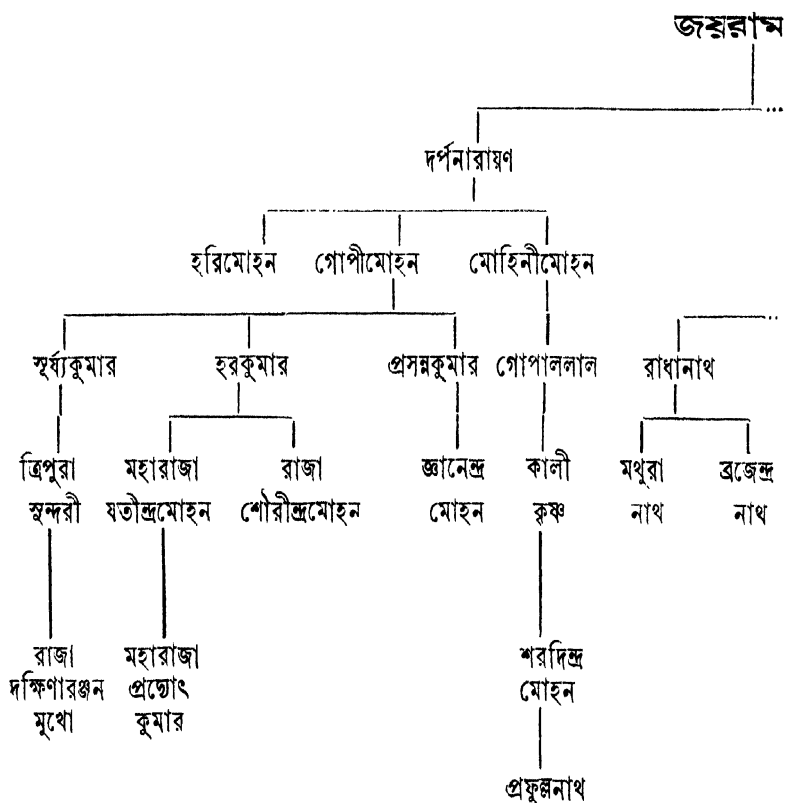 জয়রাম
...
দর্পনারায়ণ
হরিমোহন গোপীমোহন মোহিনীমোহন
..
সূর্য্যকুমার হরকুমার প্রসন্নকুমার গোপাললাল রাধানাথ
ত্রিপুরা মহারাজা রাজা জ্ঞানেন্দ্র কালী মথুরা ব্রজেন্দ্র
সুন্দরী যতীন্দ্রমোহন শৌরীন্দ্রমোহন মোহন কৃষ্ণ নাথ নাথ
রাজা মহারাজা শরদিন্দ্র
দক্ষিণারঞ্জন প্রদ্যোৎ মোহন
মুখো কুমার
প্রফুল্লনাথ